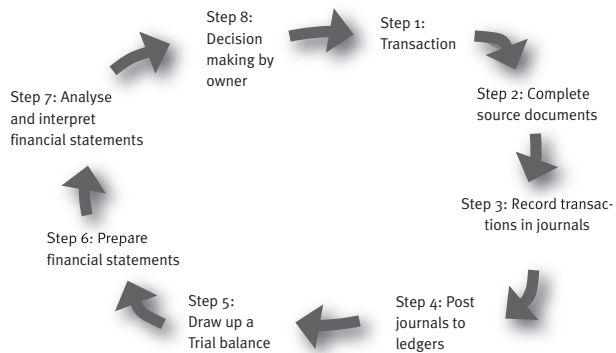 Step 1:
Transaction
Step 2: Complete
source documents
Step 3: Record transac-
tions in journals
Step 4: Post
journals to
ledgers
Step 5:
Draw up a
Trial balance
Step 6: Prepare
financial statements
Step 7: Analyse
and interpret
financial statements
Step 8:
Decision
making by
owner